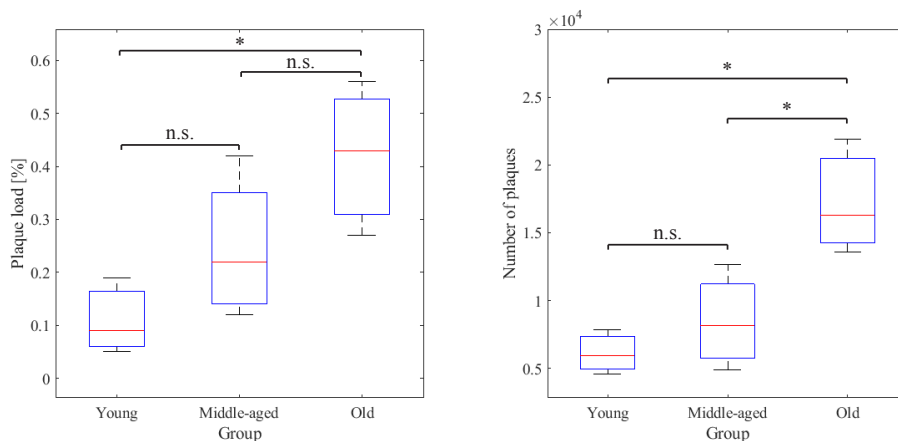 *
n.s.
n.s.
0.6
0.5
0.4
0.3
0.2
0.1
0
Plaque load [%]
Young Middle-aged Old
Group
×10⁴
3
2.5
2
1.5
1
0.5
*
*
n.s.
Number of plaques
Young Middle-aged Old
Group